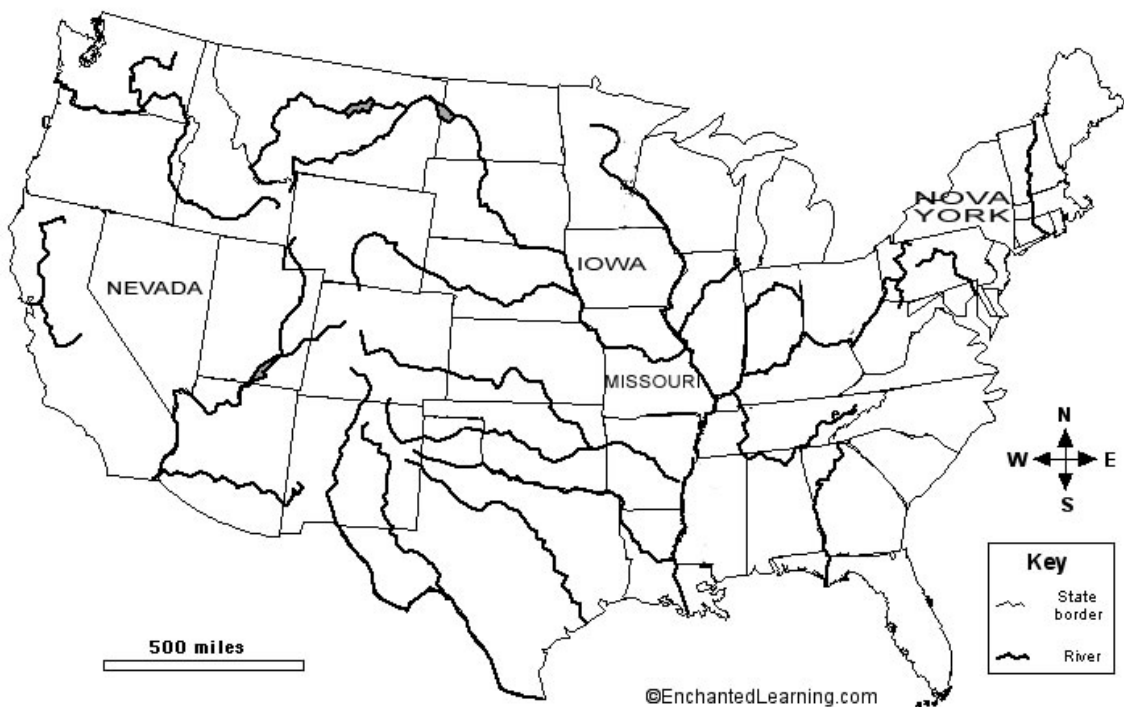 NOVA
YORK
IOWA
NEVADA
MISSOURI
N
W E
S
Key
State
border
River
500 miles
©EnchantedLearning.com